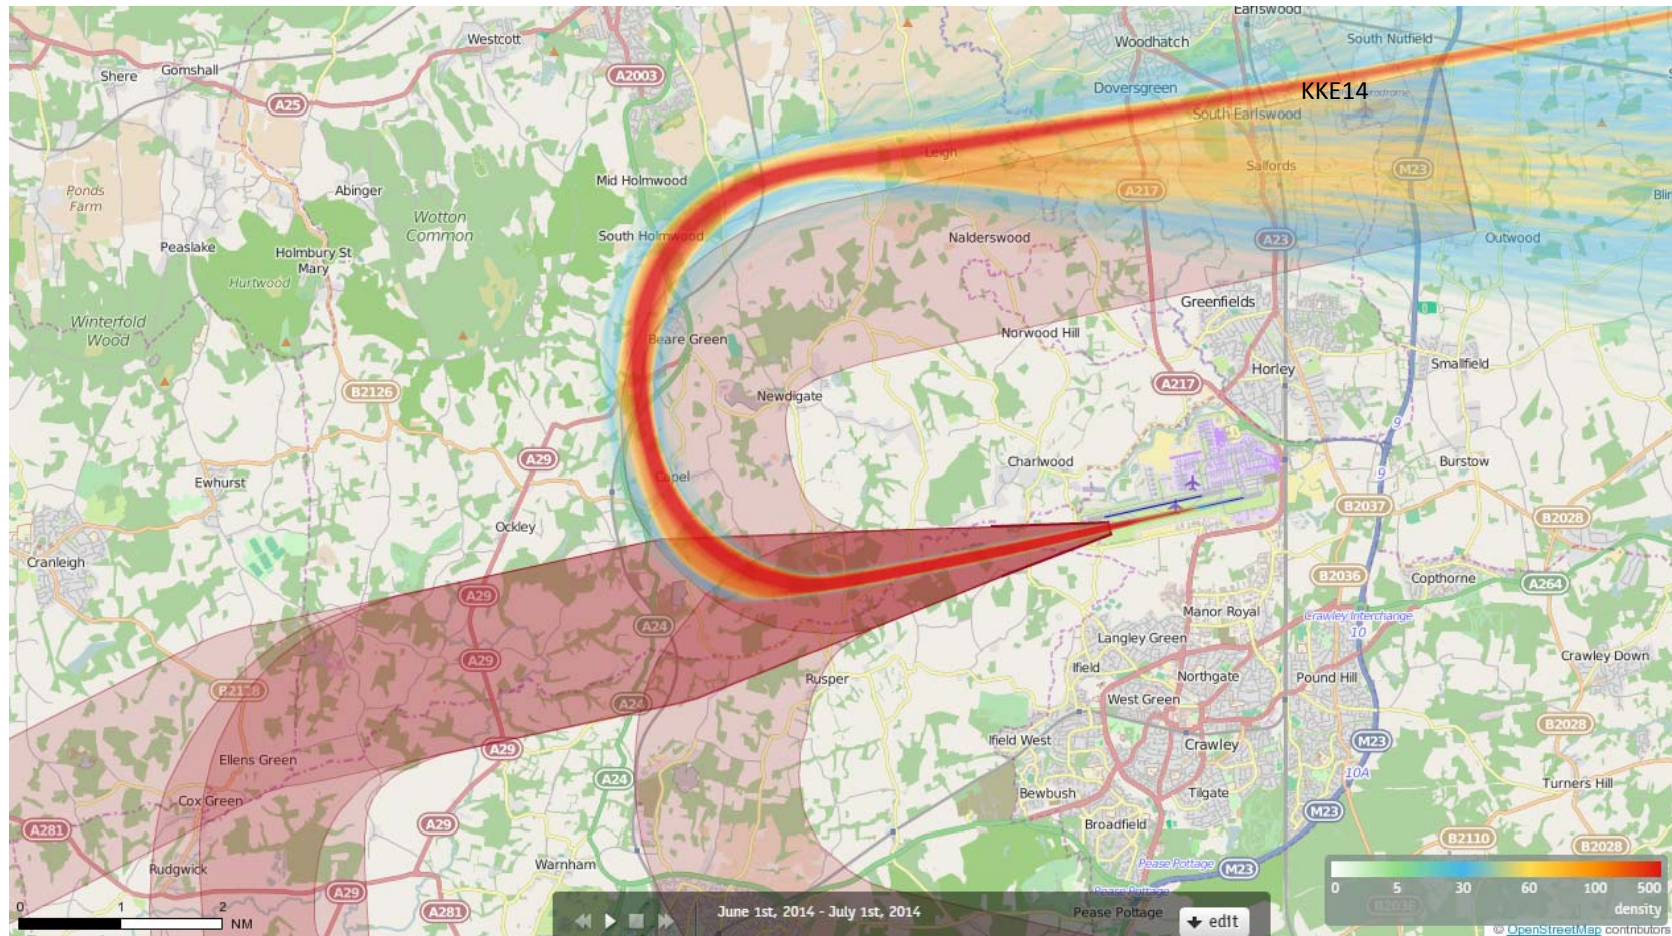 Earlswood
Westcott
Woodhatch
South Nutfield
Shere
Gomshall
A2003
A25
Doversgreen
KKE14
South Earlswood
Leigh
Salfords
M23
Mid Holmwood
A217
Ponds
Farm
Abinger
Wotton
Common
Peaslake
Holmbury St
Mary
South Holmwood
Nalderswood
A23
Outwood
Hurtwood
Greenfields
Winterfold
Wood
Beare Green
Norwood Hill
Smallfield
Horley
A217
B2126
Newdigate
9
A29
Charlwood
Burstow
9
Capel
Ewhurst
B2037
Ockley
B2028
Cranleigh
B2036
Copthorne
A264
A29
Manor Royal
Crawley Interchange
A24
10
Langley Green
Crawley Down
A29
Ifield
Rusper
Northgate
Pound Hill
B2128
West Green
A24
B2028
Ifield West
M23
Crawley
A29
Ellens Green
10A
A24
Turners Hill
Cox Green
Bewbush
Tilgate
M23
A281
A29
Broadfield
B2110
B2028
Warnham
Pease Pottage
M23
Rudgwick
0 5 30 60 100 500
density
A29
Pease Pottage
0 1 2
NM
A281
June 1st, 2014 - July 1st, 2014
Pease Pottage
edit
© OpenStreetMap contributors